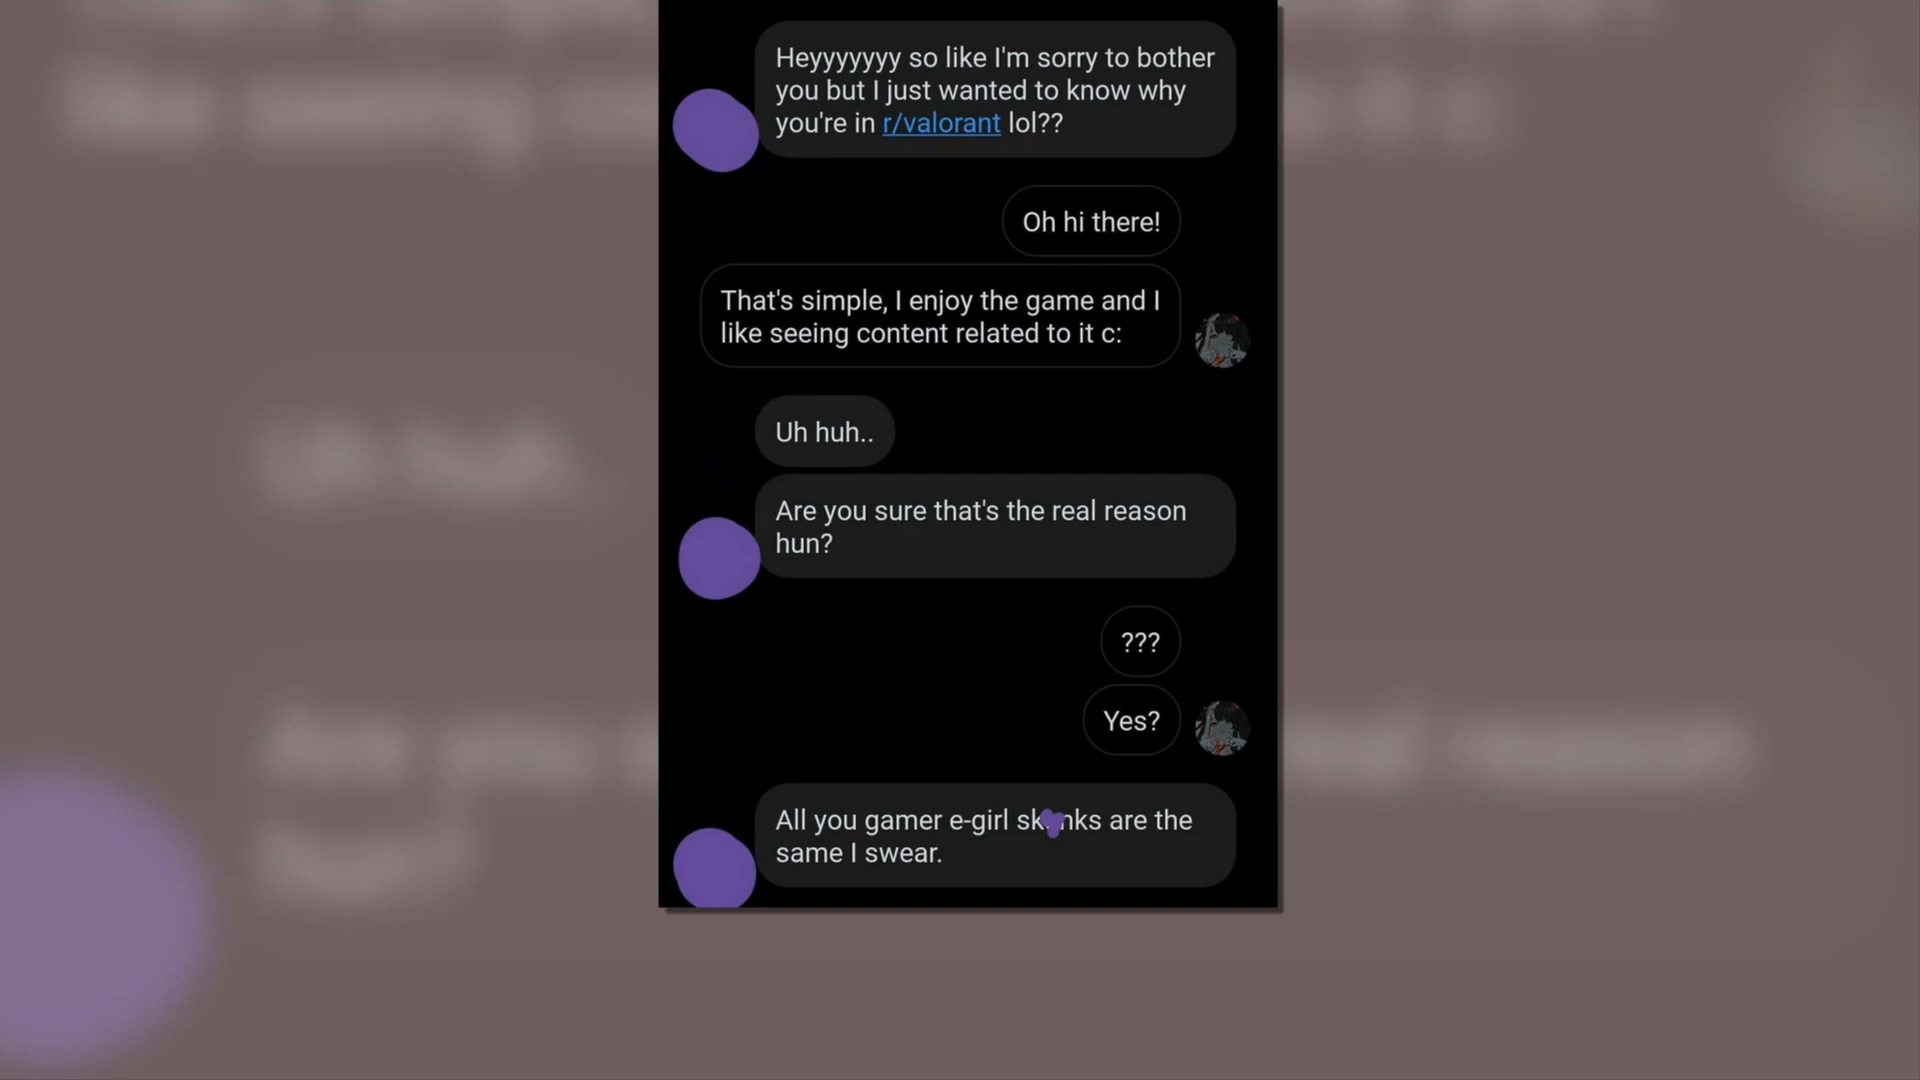 Heyyyyyyy so like I'm sorry to bother
you but I just wanted to know why
you're in r/valorant lol??
Oh hi there!
That's simple, I enjoy the game and I
like seeing content related to it c:
Uh huh..
Are you sure that's the real reason
hun?
???
Yes?
All you gamer e-girl sk nks are the
same I swear.